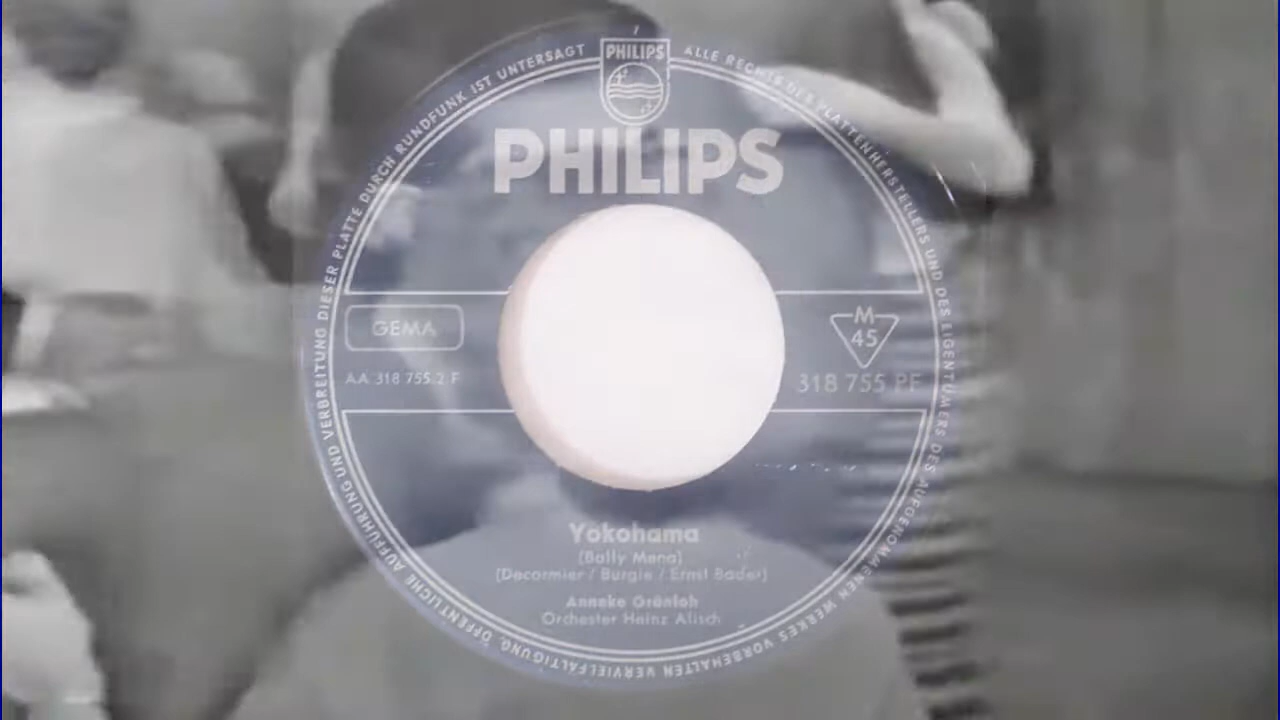 ALLE RECHTE DES PLATTENHERSTELLERS UND DES EIGENTÜMERS DES AUFGENOMMENEN WERKES VORBEHALTEN VERVIELFÄLTIGUNG, ÖFFENTLICHE AUFFÜHRUNG UND VERBREITUNG DIESER PLATTE DURCH RUNDFUNK IST UNTERSAGT
PHILIPS
PHILIPS
GEMA
M
45
AA 318 755.2 F
318 755 PF
Yokohama
(Bally Mena)
(Decormier / Burgie / Ernst Bader)
Anneke Grönloh
Orchester Heinz Alisch